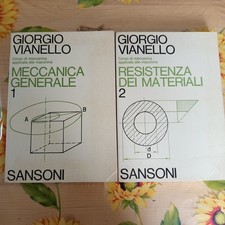 GIORGIO
VIANELLO
Corso di meccanica
applicata alle macchine
MECCANICA
GENERALE
1
A
B
SANSONI
GIORGIO
VIANELLO
Corso di meccanica
applicata alle macchine
RESISTENZA
DEI MATERIALI
2
d
D
SANSONI